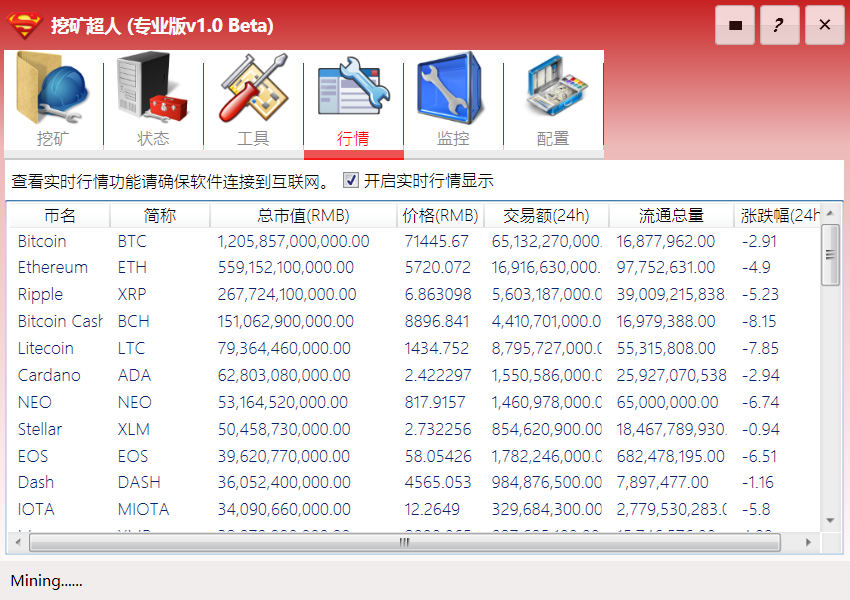 挖矿超人 (专业版v1.0 Beta)
?
挖矿 状态 工具 行情 监控 配置
查看实时行情功能请确保软件连接到互联网。 开启实时行情显示
币名 简称 总市值(RMB) 价格(RMB) 交易额(24h) 流通总量 涨跌幅(24h
Bitcoin BTC 1,205,857,000,000.00 71445.67 65,132,270,000. 16,877,962.00 -2.91
Ethereum ETH 559,152,100,000.00 5720.072 16,916,630,000. 97,752,631.00 -4.9
Ripple XRP 267,724,100,000.00 6.863098 5,603,187,000.0 39,009,215,838. -5.23
Bitcoin Cash BCH 151,062,900,000.00 8896.841 4,410,701,000.0 16,979,388.00 -8.15
Litecoin LTC 79,364,460,000.00 1434.752 8,795,727,000.0 55,315,808.00 -7.85
Cardano ADA 62,803,080,000.00 2.422297 1,550,586,000.0 25,927,070,538 -2.94
NEO NEO 53,164,520,000.00 817.9157 1,460,978,000.0 65,000,000.00 -6.74
Stellar XLM 50,458,730,000.00 2.732256 854,620,900.00 18,467,789,930. -0.94
EOS EOS 39,620,770,000.00 58.05426 1,782,246,000.0 682,478,195.00 -6.51
Dash DASH 36,052,400,000.00 4565.053 984,876,500.00 7,897,477.00 -1.16
IOTA MIOTA 34,090,660,000.00 12.2649 329,684,300.00 2,779,530,283.0 -5.8
Mining......